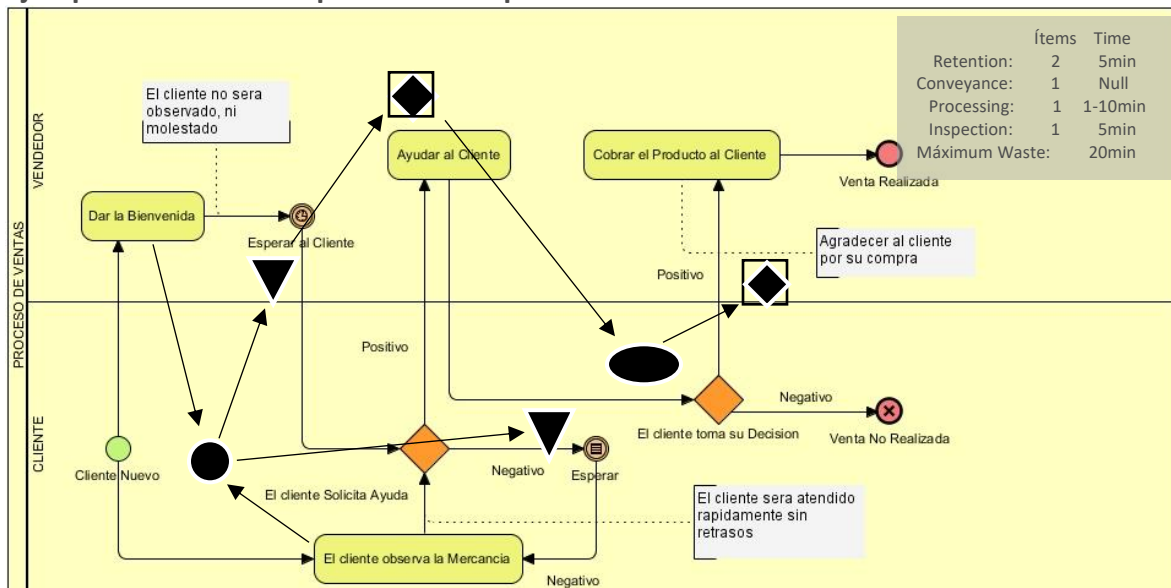 Ítems Time
Retention: 2 5min
Conveyance: 1 Null
Processing: 1 1-10min
Inspection: 1 5min
Máximum Waste: 20min
PROCESO DE VENTAS
VENDEDOR
El cliente no sera
observado, ni
molestado
Ayudar al Cliente
Cobrar el Producto al Cliente
Venta Realizada
Dar la Bienvenida
Esperar al Cliente
Agradecer al cliente
por su compra
Positivo
CLIENTE
Positivo
Negativo
El cliente toma su Decision
Venta No Realizada
Cliente Nuevo
Negativo
Esperar
El cliente Solicita Ayuda
El cliente sera atendido
rapidamente sin
retrasos
El cliente observa la Mercancia
Negativo